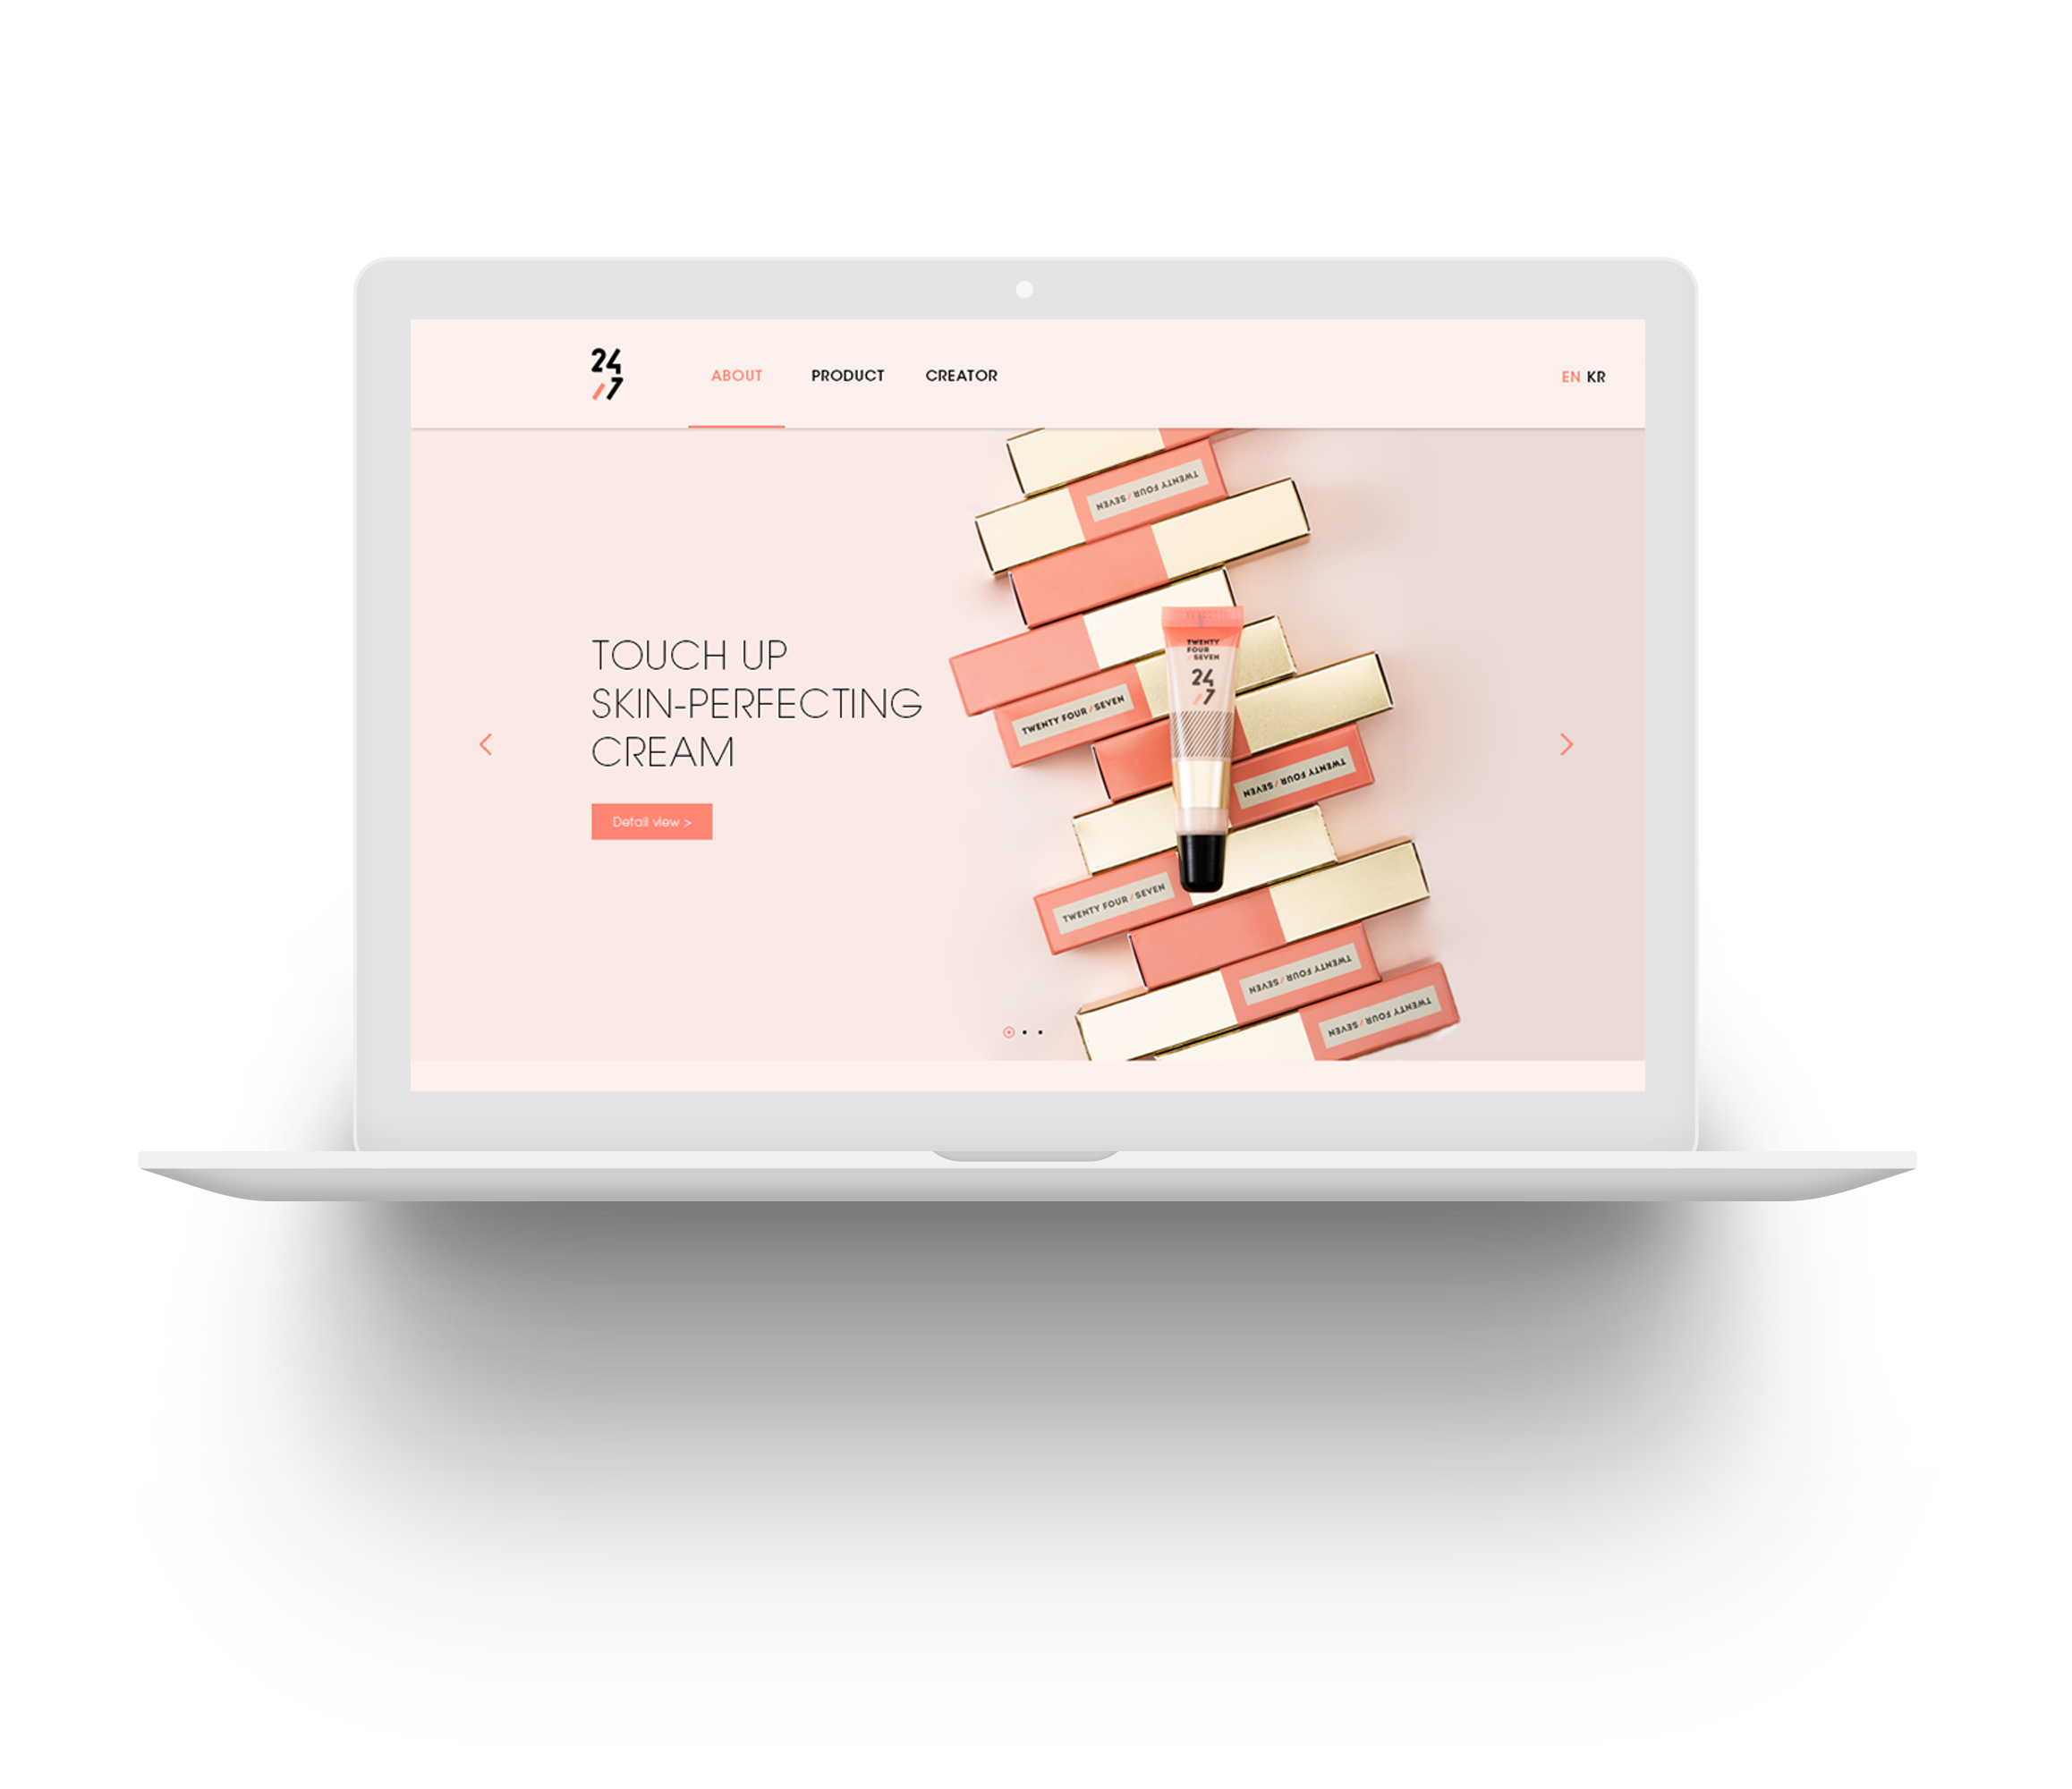 24
/7
ABOUT
PRODUCT
CREATOR
EN KR
TOUCH UP
SKIN-PERFECTING
CREAM
Detail view >
TWENTY FOUR / SEVEN
TWENTY
FOUR
/ SEVEN
24
/7
TWENTY FOUR / SEVEN
TWENTY FOUR / SEVEN
TWENTY FOUR / SEVEN
TWENTY FOUR / SEVEN
TWENTY FOUR / SEVEN